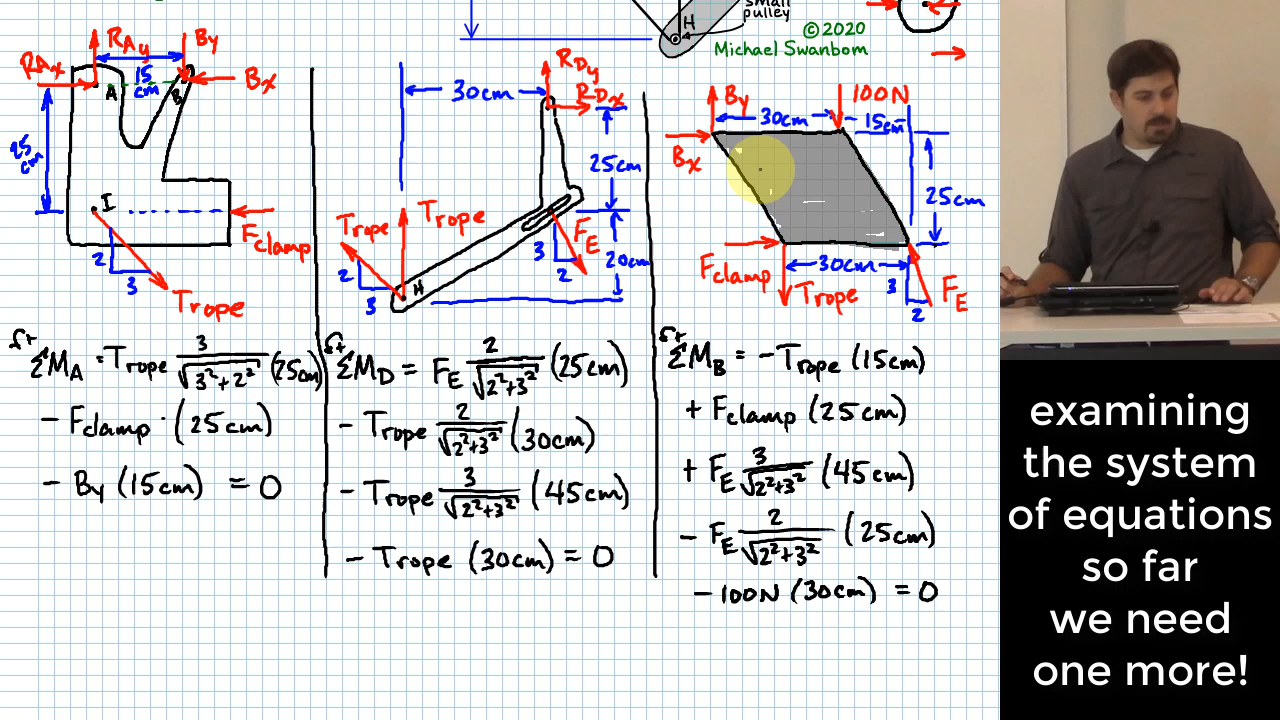 small
pulley
H
©2020
Michael Swanbom
RAy
By
RAx
15
cm
A
B
Bx
25
cm
I
Fclamp
2
3
Trope
30cm
RDy
RDx
25cm
Trope
Trope
FE
3
2
20cm
2
3
H
By
100N
30cm
15cm
Bx
25cm
Fclamp
30cm
Trope
3
2
FE
ΣMA = Trope 3/√(3²+2²) (25cm)
- Fclamp · (25cm)
- By (15cm) = 0
ΣMD = FE 2/√(2²+3²) (25cm)
- Trope 2/√(2²+3²) (30cm)
- Trope 3/√(2²+3²) (45cm)
- Trope (30cm) = 0
ΣMB = -Trope (15cm)
+ Fclamp (25cm)
+ FE 3/√(2²+3²) (45cm)
- FE 2/√(2²+3²) (25cm)
- 100N (30cm) = 0
examining
the system
of equations
so far
we need
one more!